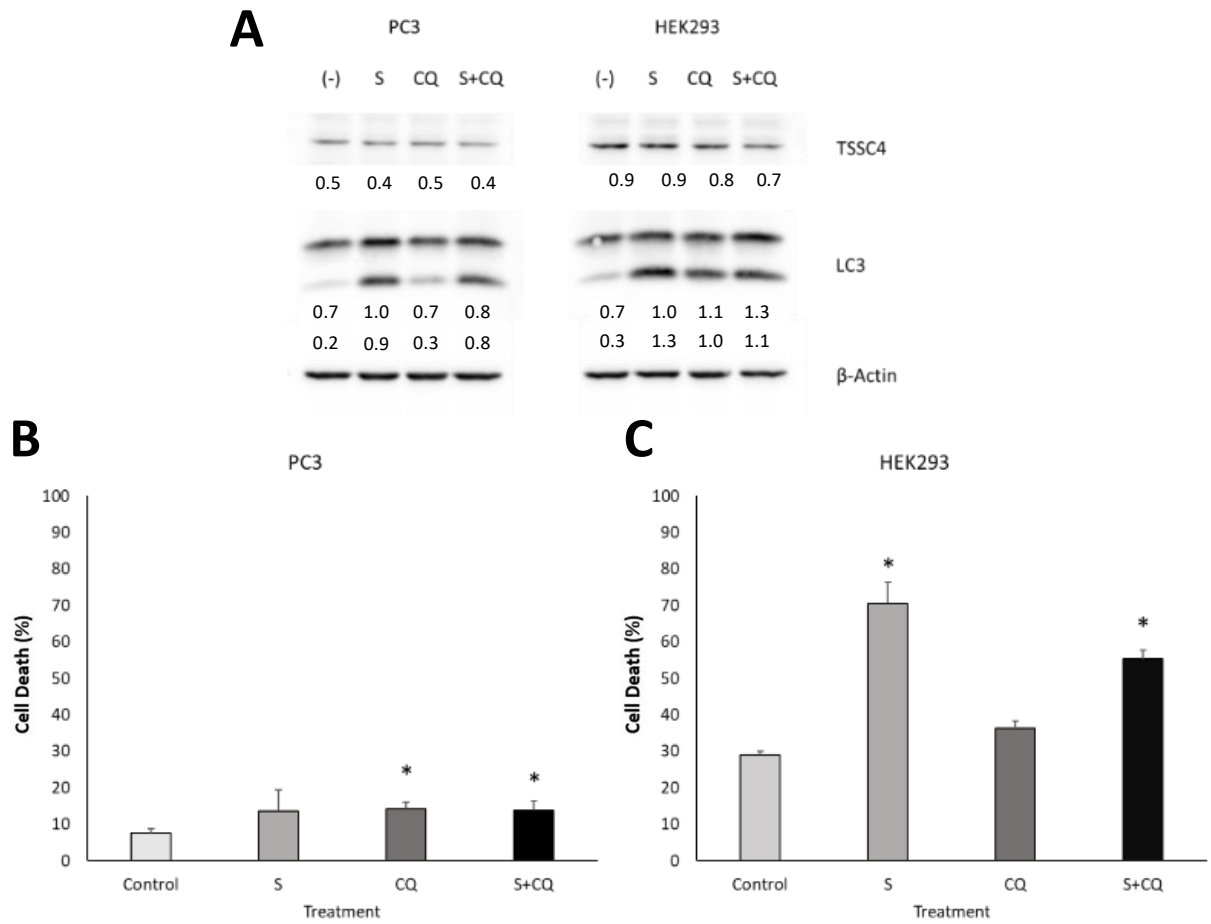 A
PC3 HEK293
(-) S CQ S+CQ (-) S CQ S+CQ
TSSC4
0.5 0.4 0.5 0.4 0.9 0.9 0.8 0.7
LC3
0.7 1.0 0.7 0.8 0.7 1.0 1.1 1.3
0.2 0.9 0.3 0.8 0.3 1.3 1.0 1.1
β-Actin
B
PC3
Cell Death (%)
100
90
80
70
60
50
40
30
20
10
0
*
*
Control S CQ S+CQ
Treatment
C
HEK293
Cell Death (%)
100
90
80
70
60
50
40
30
20
10
0
*
*
Control S CQ S+CQ
Treatment